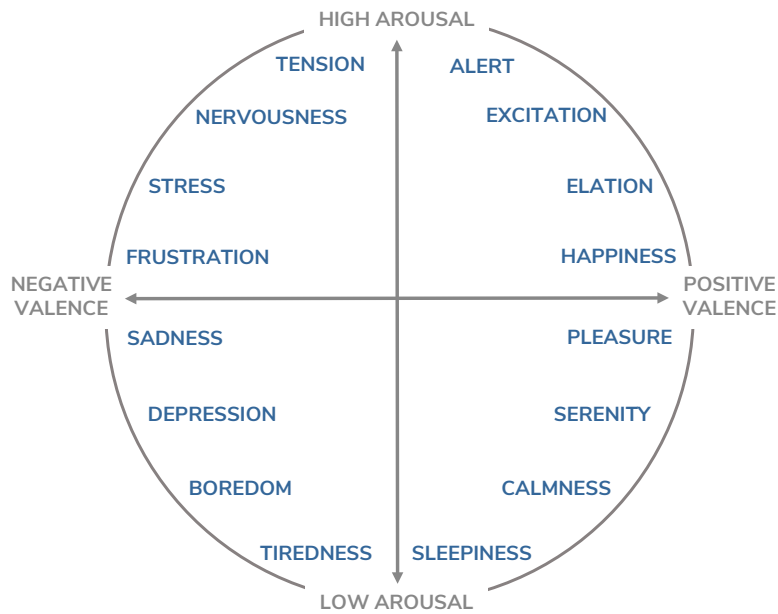 HIGH AROUSAL
TENSION
ALERT
NERVOUSNESS
EXCITATION
STRESS
ELATION
FRUSTRATION
HAPPINESS
NEGATIVE
VALENCE
POSITIVE
VALENCE
SADNESS
PLEASURE
DEPRESSION
SERENITY
BOREDOM
CALMNESS
TIREDNESS
SLEEPINESS
LOW AROUSAL